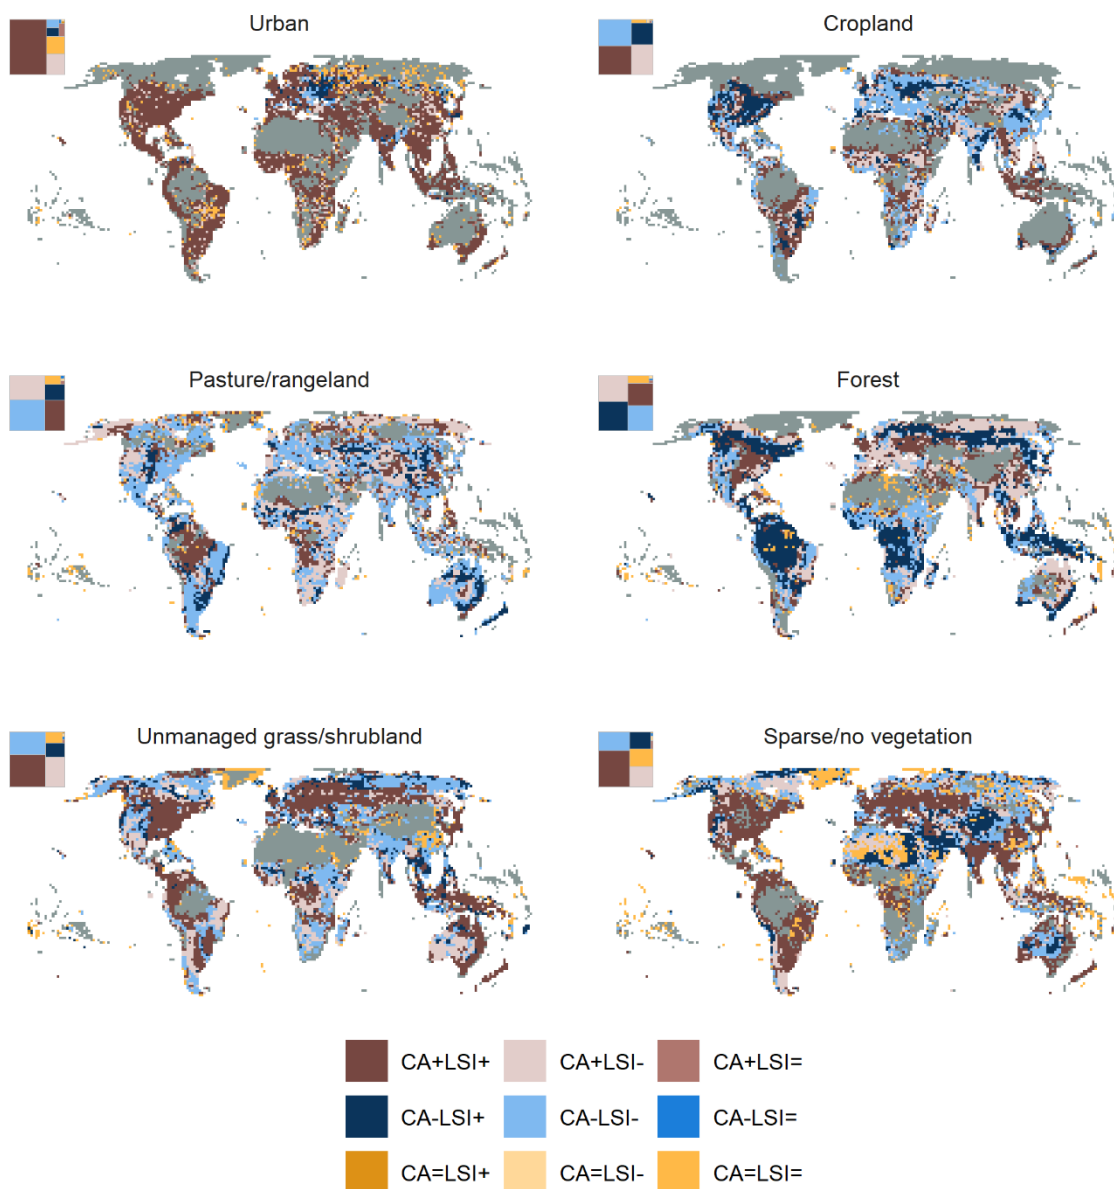 Urban
Cropland
Pasture/rangeland
Forest
Unmanaged grass/shrubland
Sparse/no vegetation
CA+LSI+
CA+LSI-
CA+LSI=
CA-LSI+
CA-LSI-
CA-LSI=
CA=LSI+
CA=LSI-
CA=LSI=